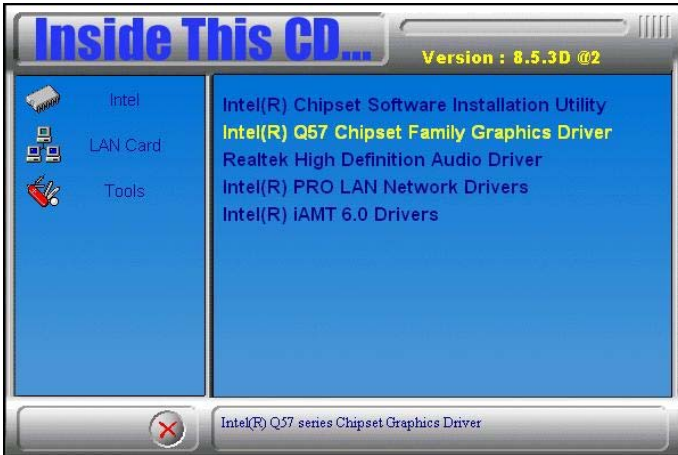 Inside This CD...
Version : 8.5.3D @2
Intel
LAN Card
Tools
Intel(R) Chipset Software Installation Utility
Intel(R) Q57 Chipset Family Graphics Driver
Realtek High Definition Audio Driver
Intel(R) PRO LAN Network Drivers
Intel(R) iAMT 6.0 Drivers
Intel(R) Q57 series Chipset Graphics Driver